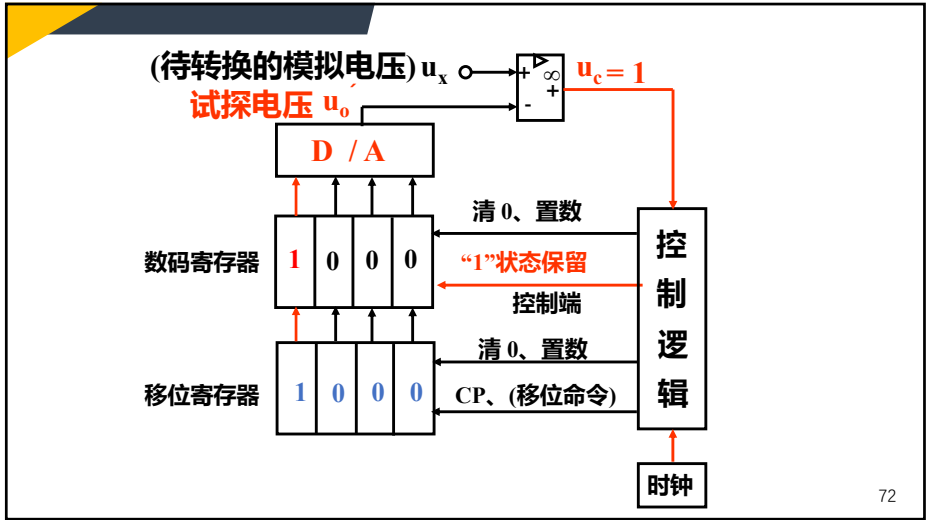 (待转换的模拟电压) uₓ
+ ∞
+
-
u_c = 1
试探电压 uₒ′
D / A
清 0、置数
数码寄存器 1 0 0 0
“1”状态保留
控制端
控制逻辑
清 0、置数
移位寄存器 1 0 0 0
CP、(移位命令)
时钟
72